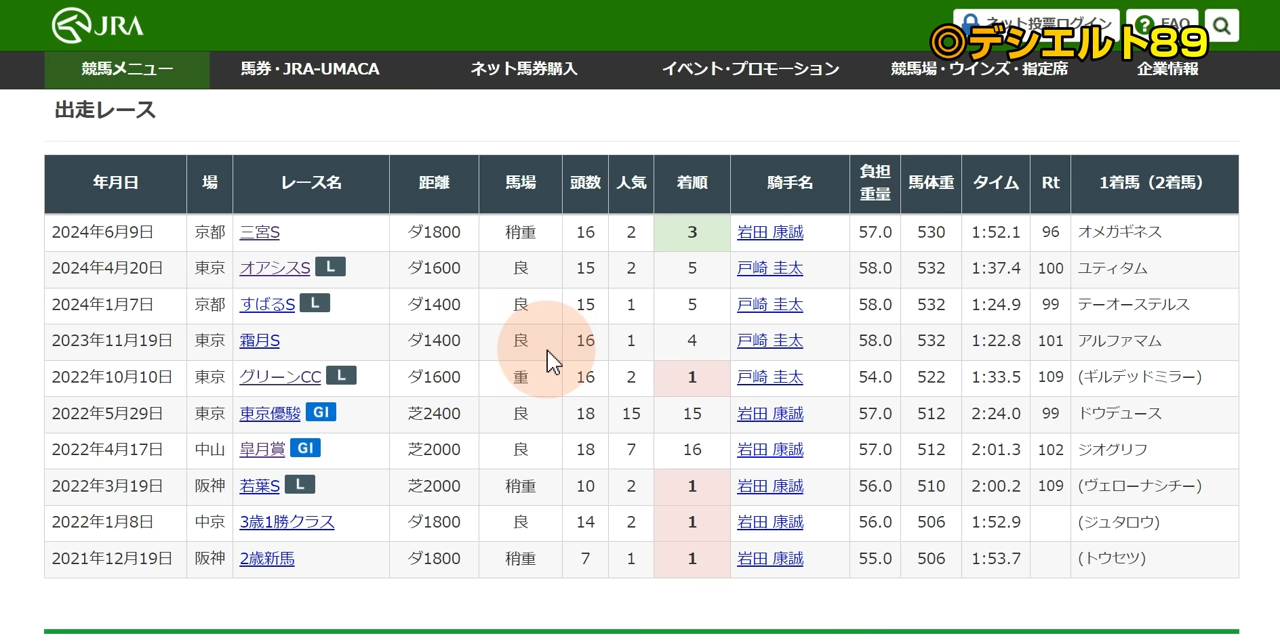 JRA
ネット投票ログイン FAQ
◎デシエルト89
競馬メニュー 馬券・JRA-UMACA ネット馬券購入 イベント・プロモーション 競馬場・ウインズ・指定席 企業情報
出走レース
年月日 場 レース名 距離 馬場 頭数 人気 着順 騎手名 負担重量 馬体重 タイム Rt 1着馬（2着馬）
2024年6月9日 京都 三宮S ダ1800 稍重 16 2 3 岩田 康誠 57.0 530 1:52.1 96 オメガギネス
2024年4月20日 東京 オアシスS L ダ1600 良 15 2 5 戸崎 圭太 58.0 532 1:37.4 100 ユティタム
2024年1月7日 京都 すばるS L ダ1400 良 15 1 5 戸崎 圭太 58.0 532 1:24.9 99 テーオーステルス
2023年11月19日 東京 霜月S ダ1400 良 16 1 4 戸崎 圭太 58.0 532 1:22.8 101 アルファマム
2022年10月10日 東京 グリーンCC L ダ1600 重 16 2 1 戸崎 圭太 54.0 522 1:33.5 109 (ギルデッドミラー)
2022年5月29日 東京 東京優駿 GI 芝2400 良 18 15 15 岩田 康誠 57.0 512 2:24.0 99 ドウデュース
2022年4月17日 中山 皐月賞 GI 芝2000 良 18 7 16 岩田 康誠 57.0 512 2:01.3 102 ジオグリフ
2022年3月19日 阪神 若葉S L 芝2000 稍重 10 2 1 岩田 康誠 56.0 510 2:00.2 109 (ヴェローナシチー)
2022年1月8日 中京 3歳1勝クラス ダ1800 良 14 2 1 岩田 康誠 56.0 506 1:52.9 (ジュタロウ)
2021年12月19日 阪神 2歳新馬 ダ1800 稍重 7 1 1 岩田 康誠 55.0 506 1:53.7 (トウセツ)